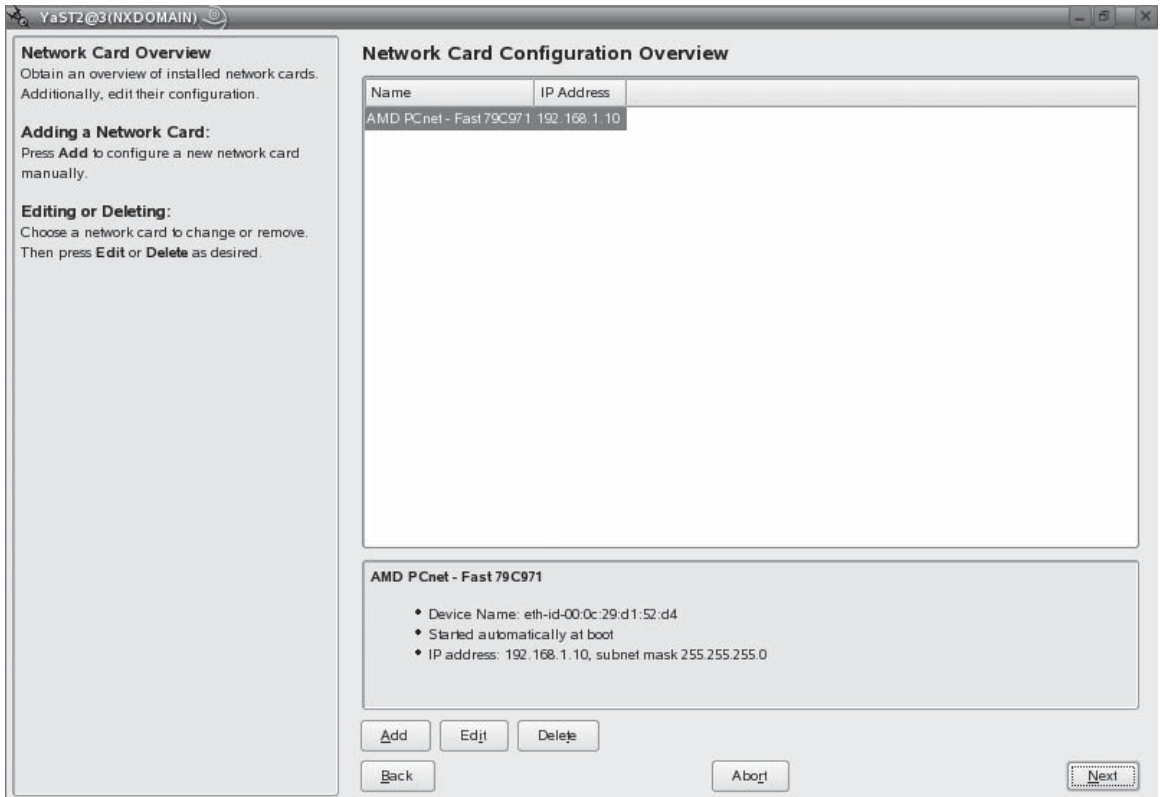 YaST2@3(NXDOMAIN)
Network Card Overview
Obtain an overview of installed network cards.
Additionally, edit their configuration.
Adding a Network Card:
Press Add to configure a new network card
manually.
Editing or Deleting:
Choose a network card to change or remove.
Then press Edit or Delete as desired.
Network Card Configuration Overview
Name IP Address
AMD PCnet - Fast 79C971 192.168.1.10
AMD PCnet - Fast 79C971
• Device Name: eth-id-00:0c:29:d1:52:d4
• Started automatically at boot
• IP address: 192.168.1.10, subnet mask 255.255.255.0
Add Edit Delete
Back Abort Next